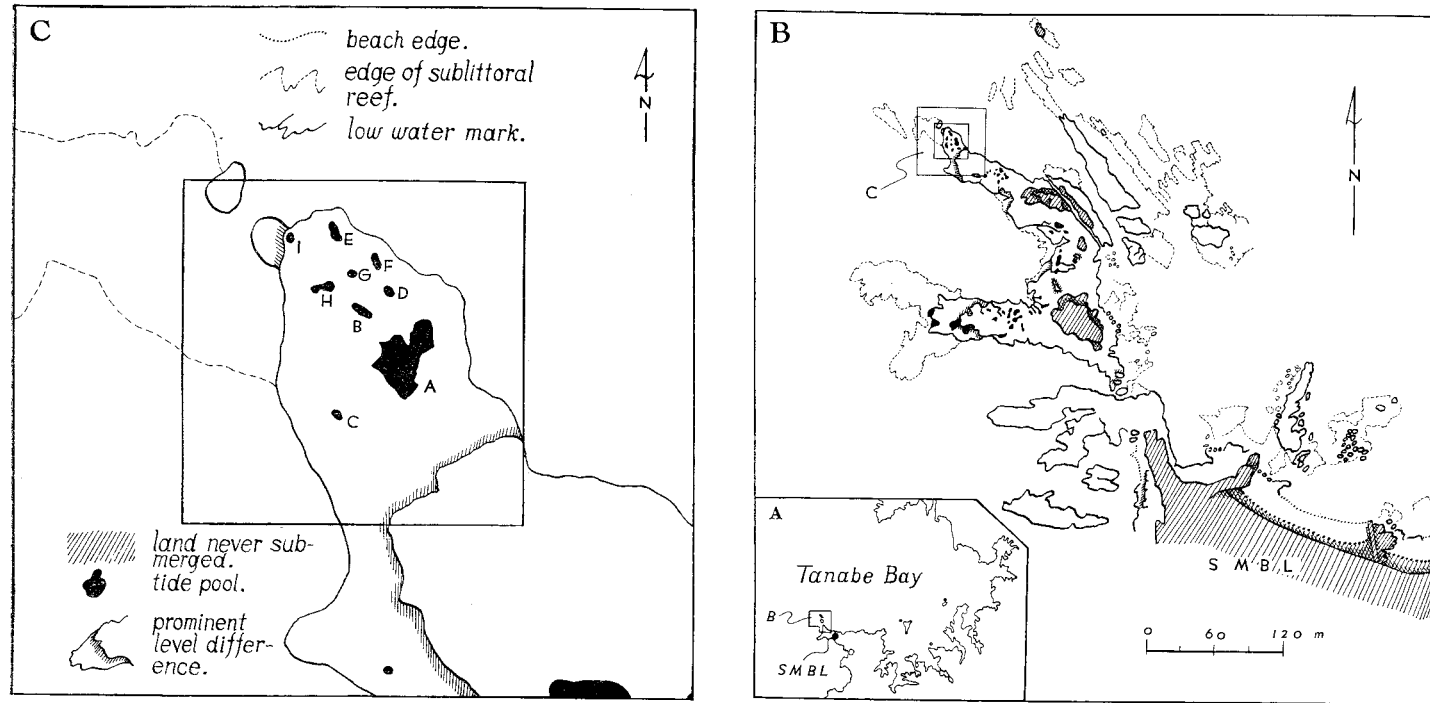 C
beach edge.
edge of sublittoral
reef.
low water mark.
N
I
E
F
G
H
D
B
A
C
land never sub-
merged.
tide pool.
prominent
level differ-
ence.
B
C
N
A
Tanabe Bay
B
SMBL
S M B L
0 60 120 m